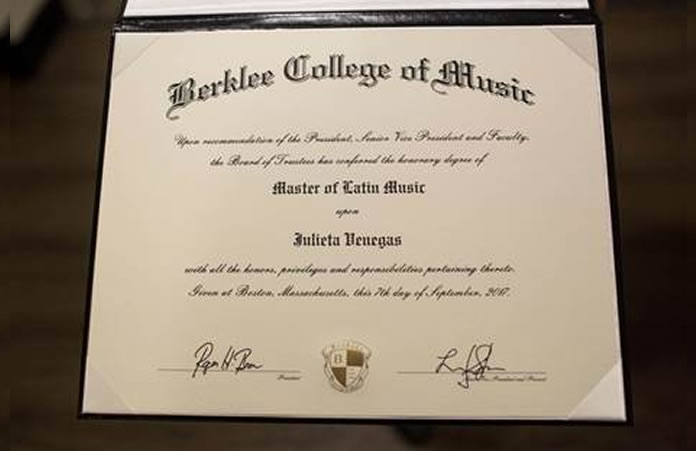 Berklee College of Music
Upon recommendation of the President, Senior Vice President and Faculty,
the Board of Trustees has conferred the honorary degree of
Master of Latin Music
upon
Julieta Venegas
with all the honors, privileges and responsibilities pertaining thereto.
Given at Boston, Massachusetts, this 7th day of September, 2017.
President
B